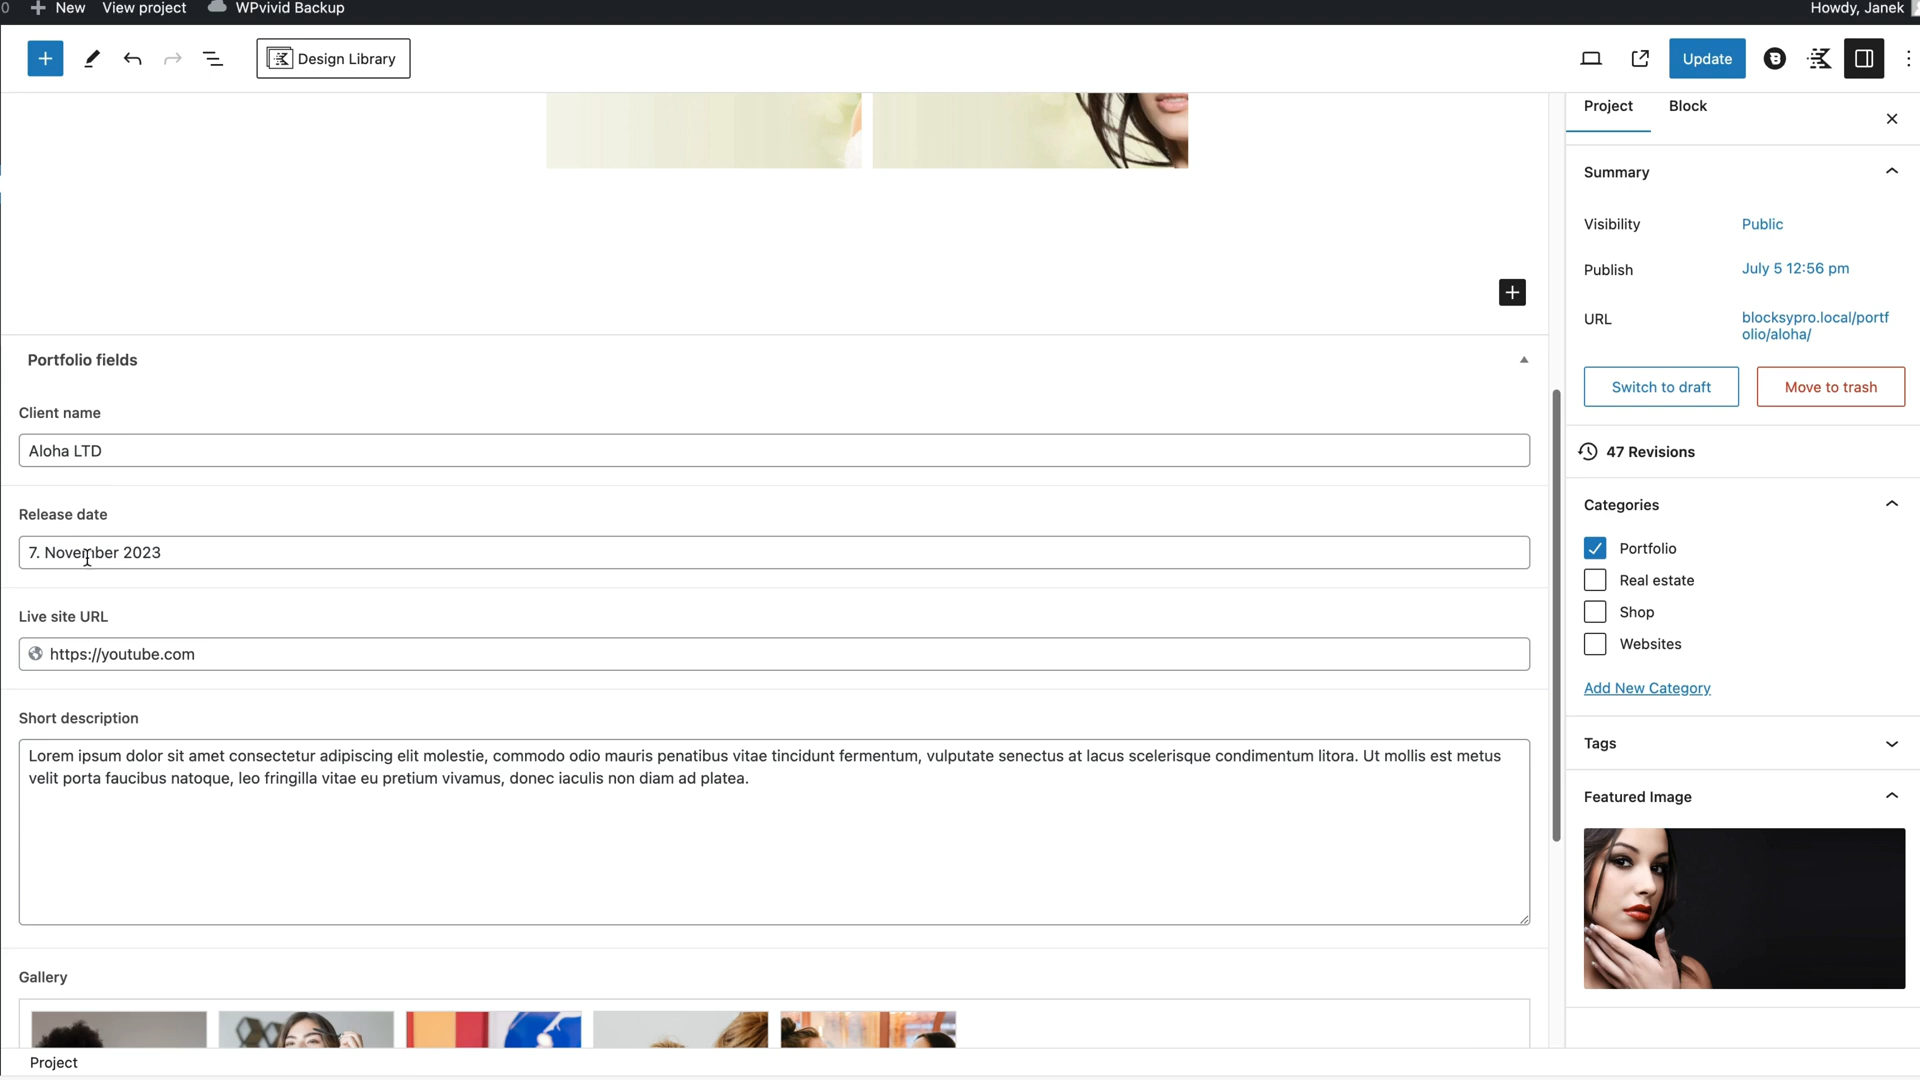 0 New View project WPvivid Backup Howdy, Janek
Design Library Update
Project Block
Summary
Visibility Public
Publish July 5 12:56 pm
URL blocksypro.local/portf
olio/aloha/
Switch to draft Move to trash
47 Revisions
Categories
Portfolio
Real estate
Shop
Websites
Add New Category
Tags
Featured Image
Portfolio fields
Client name
Aloha LTD
Release date
7. November 2023
Live site URL
https://youtube.com
Short description
Lorem ipsum dolor sit amet consectetur adipiscing elit molestie, commodo odio mauris penatibus vitae tincidunt fermentum, vulputate senectus at lacus scelerisque condimentum litora. Ut mollis est metus
velit porta faucibus natoque, leo fringilla vitae eu pretium vivamus, donec iaculis non diam ad platea.
Gallery
Project